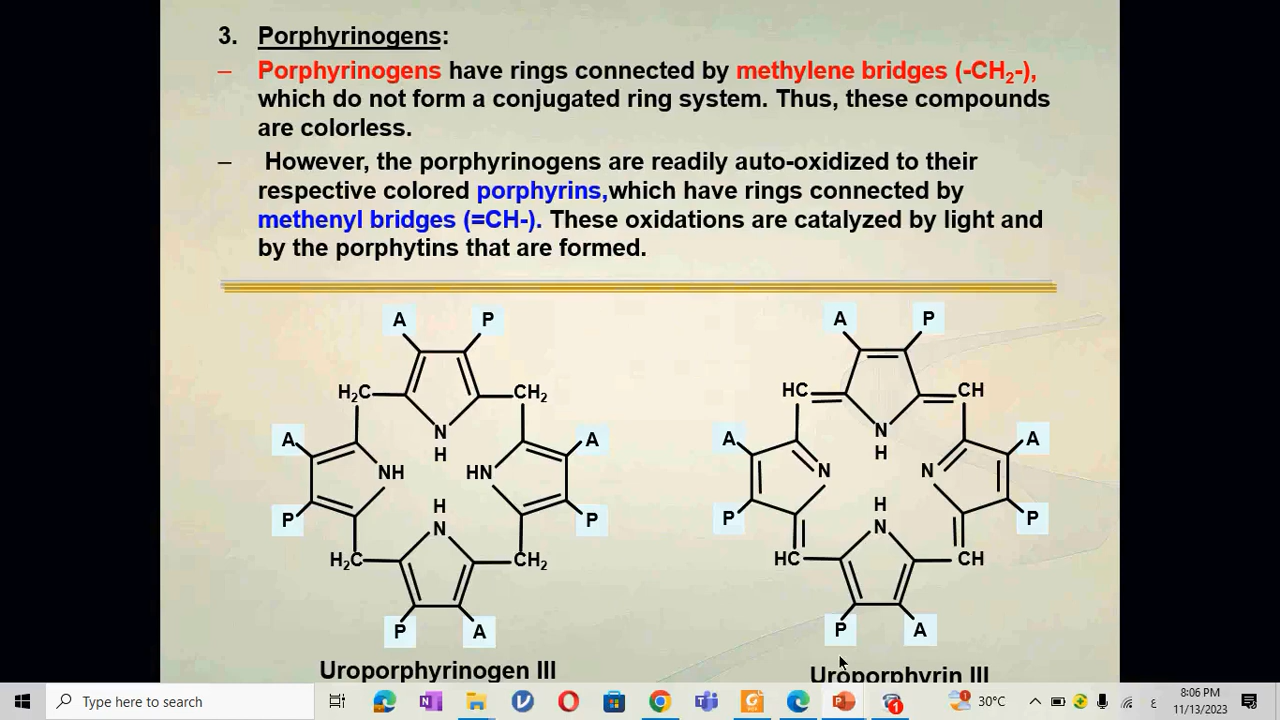 3. Porphyrinogens:
– Porphyrinogens have rings connected by methylene bridges (-CH2-),
which do not form a conjugated ring system. Thus, these compounds
are colorless.
– However, the porphyrinogens are readily auto-oxidized to their
respective colored porphyrins,which have rings connected by
methenyl bridges (=CH-). These oxidations are catalyzed by light and
by the porphytins that are formed.
A P A P
H2C CH2 HC CH
N H N H
A A A A
NH HN N N
P P P P
H N H N
H2C CH2 HC CH
P A P A
Uroporphyrinogen III Uroporphyrin III
Type here to search 30°C ع 8:06 PM
11/13/2023